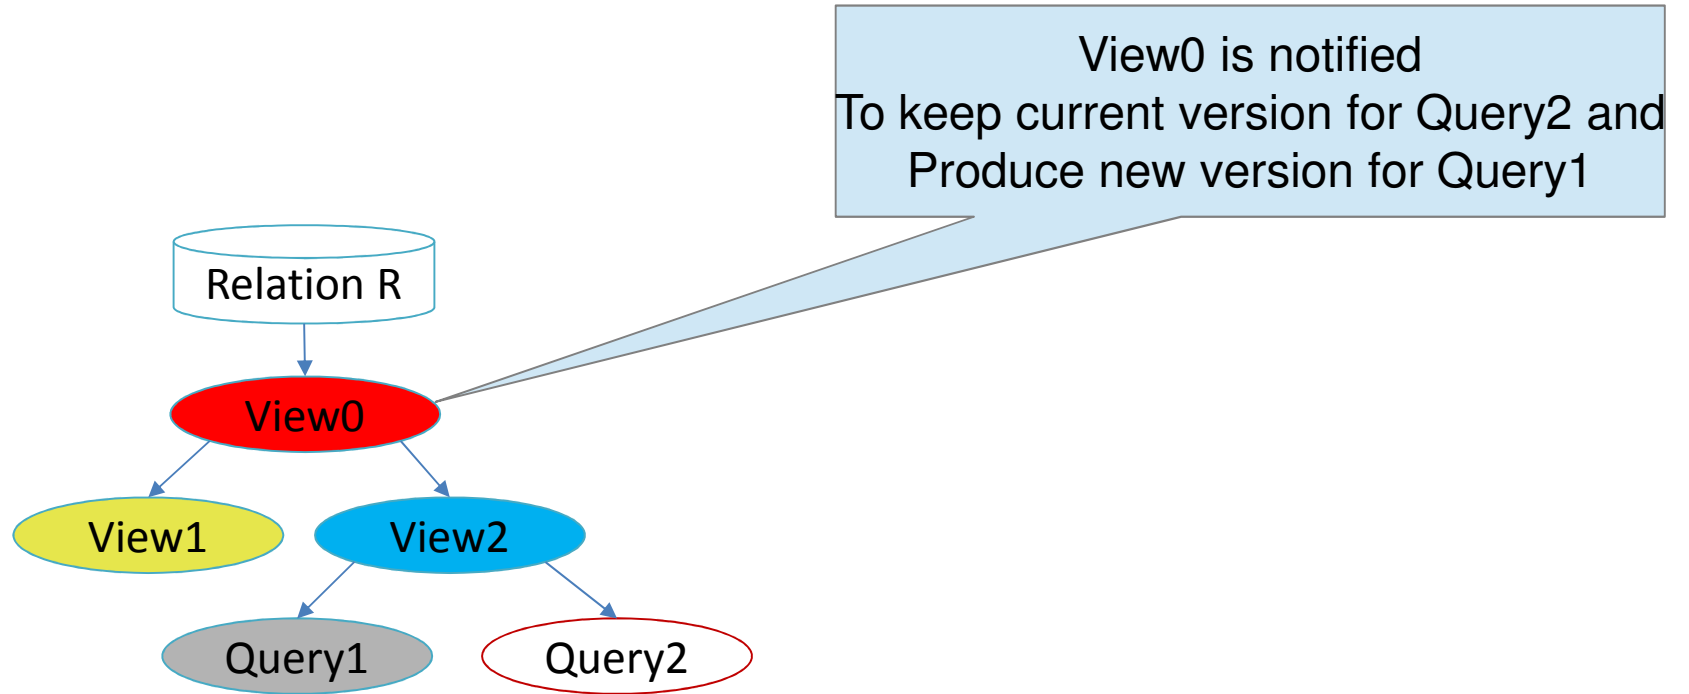 View0 is notified
To keep current version for Query2 and
Produce new version for Query1
Relation R
View0
View1
View2
Query1
Query2